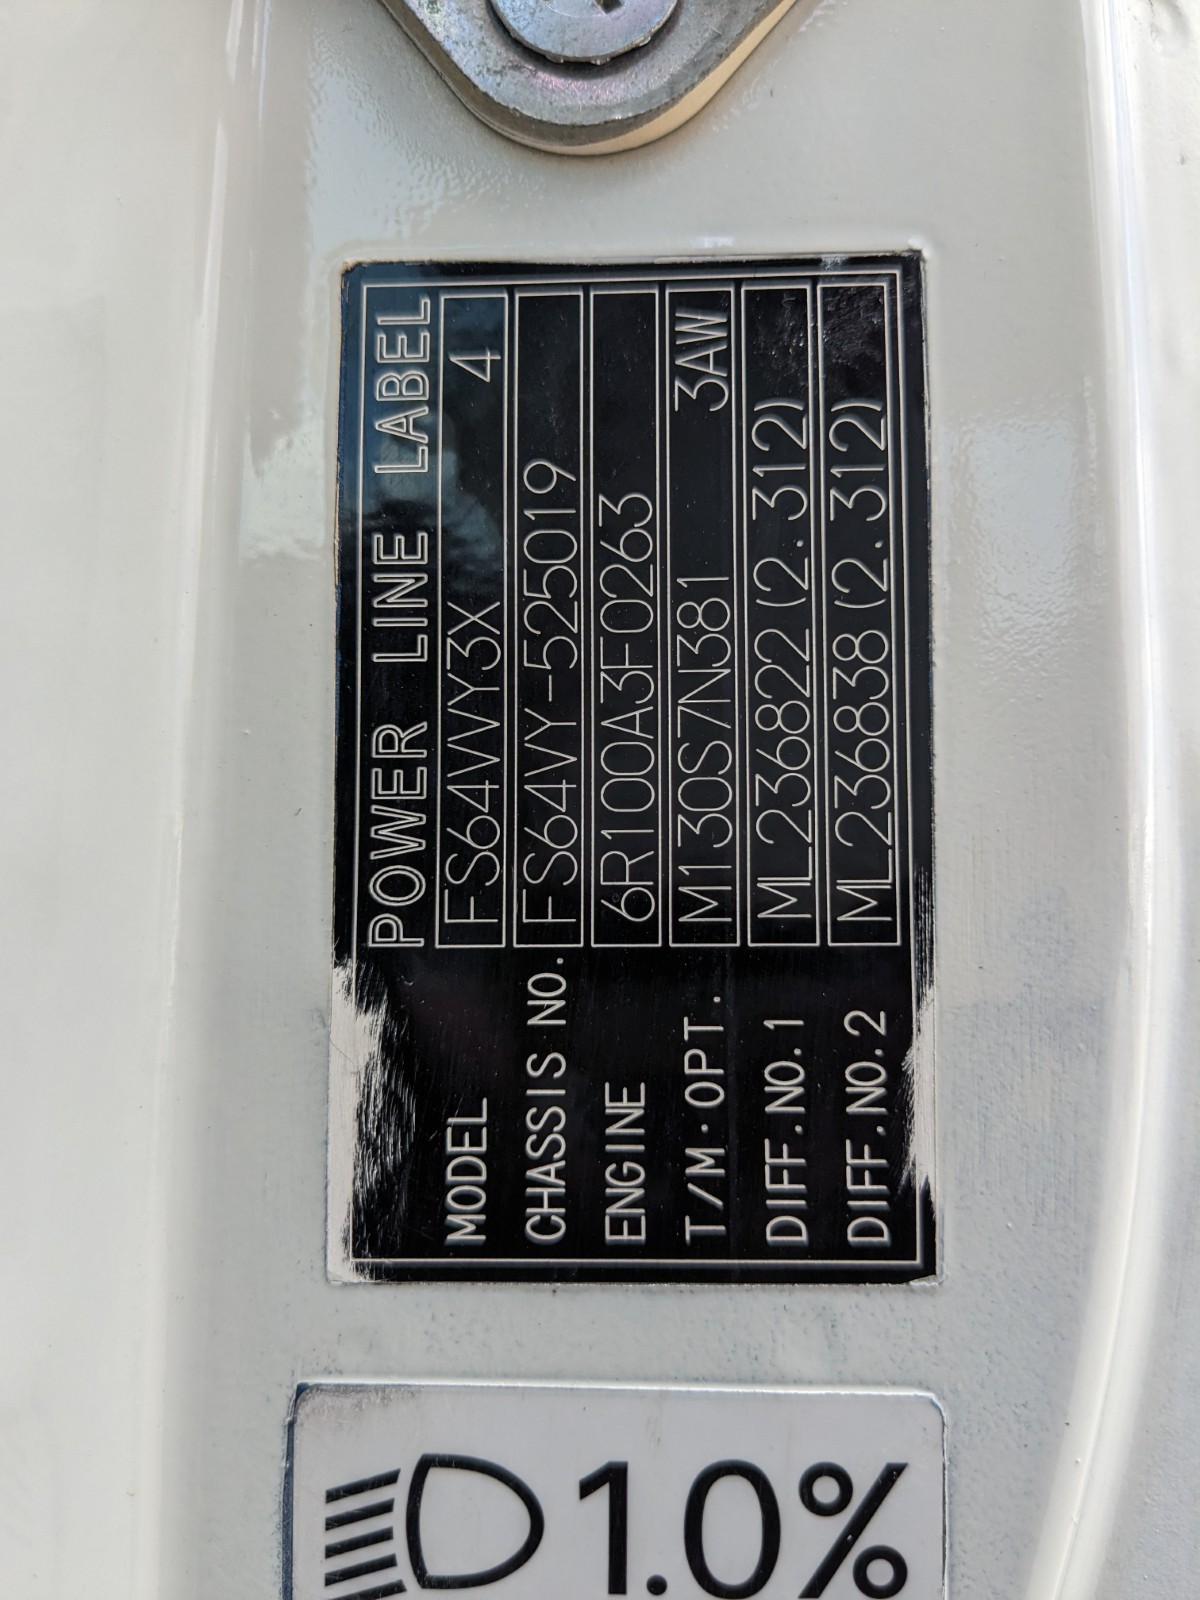 POWER LINE LABEL
MODEL FS64VVY3X 4
CHASSIS NO. FS64VY-525019
ENGINE 6R100A3F0263
T/M·OPT. M130S7N381 3AW
DIFF.NO.1 ML236822 (2.312)
DIFF.NO.2 ML236838 (2.312)
1.0%